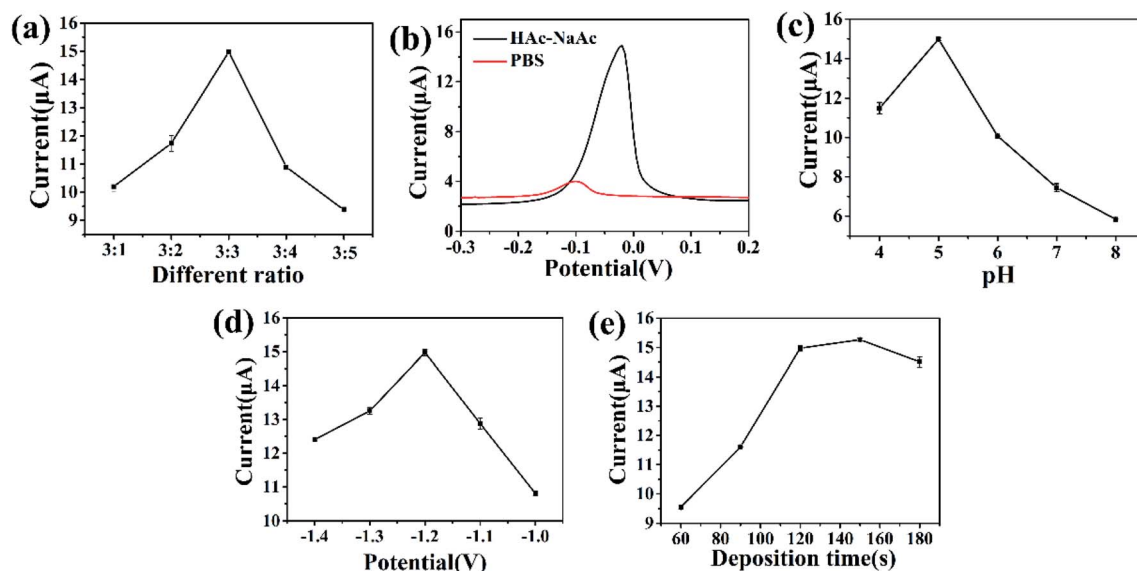 (a)
Current(μA)
16
15
14
13
12
11
10
9
3:1 3:2 3:3 3:4 3:5
Different ratio
(b)
HAc-NaAc
PBS
Current(μA)
16
12
8
4
0
-0.3 -0.2 -0.1 0.0 0.1 0.2
Potential(V)
(c)
Current(μA)
16
14
12
10
8
6
4 5 6 7 8
pH
(d)
Current(μA)
16
15
14
13
12
11
10
-1.4 -1.3 -1.2 -1.1 -1.0
Potential(V)
(e)
Current(μA)
16
15
14
13
12
11
10
9
60 80 100 120 140 160 180
Deposition time(s)